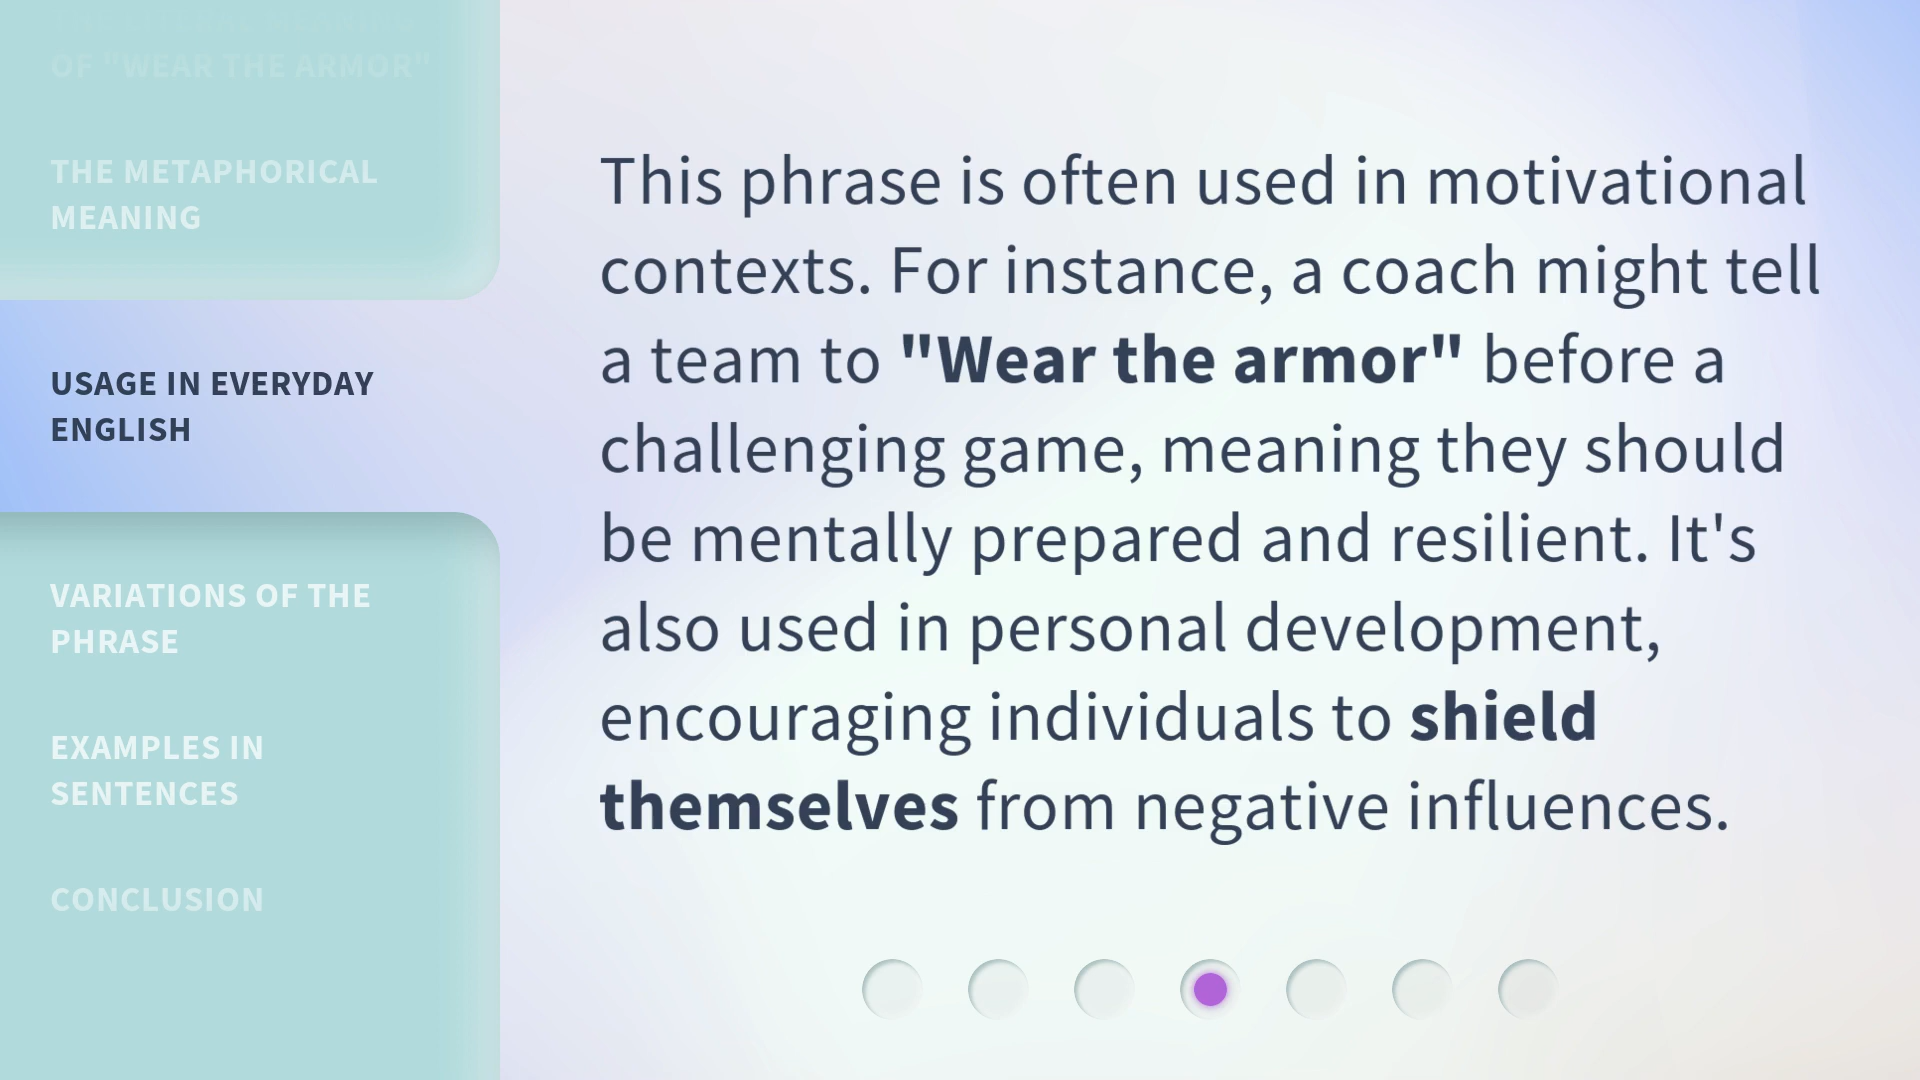 THE LITERAL MEANING
OF "WEAR THE ARMOR"
THE METAPHORICAL
MEANING
USAGE IN EVERYDAY
ENGLISH
VARIATIONS OF THE
PHRASE
EXAMPLES IN
SENTENCES
CONCLUSION
This phrase is often used in motivational
contexts. For instance, a coach might tell
a team to "Wear the armor" before a
challenging game, meaning they should
be mentally prepared and resilient. It's
also used in personal development,
encouraging individuals to shield
themselves from negative influences.